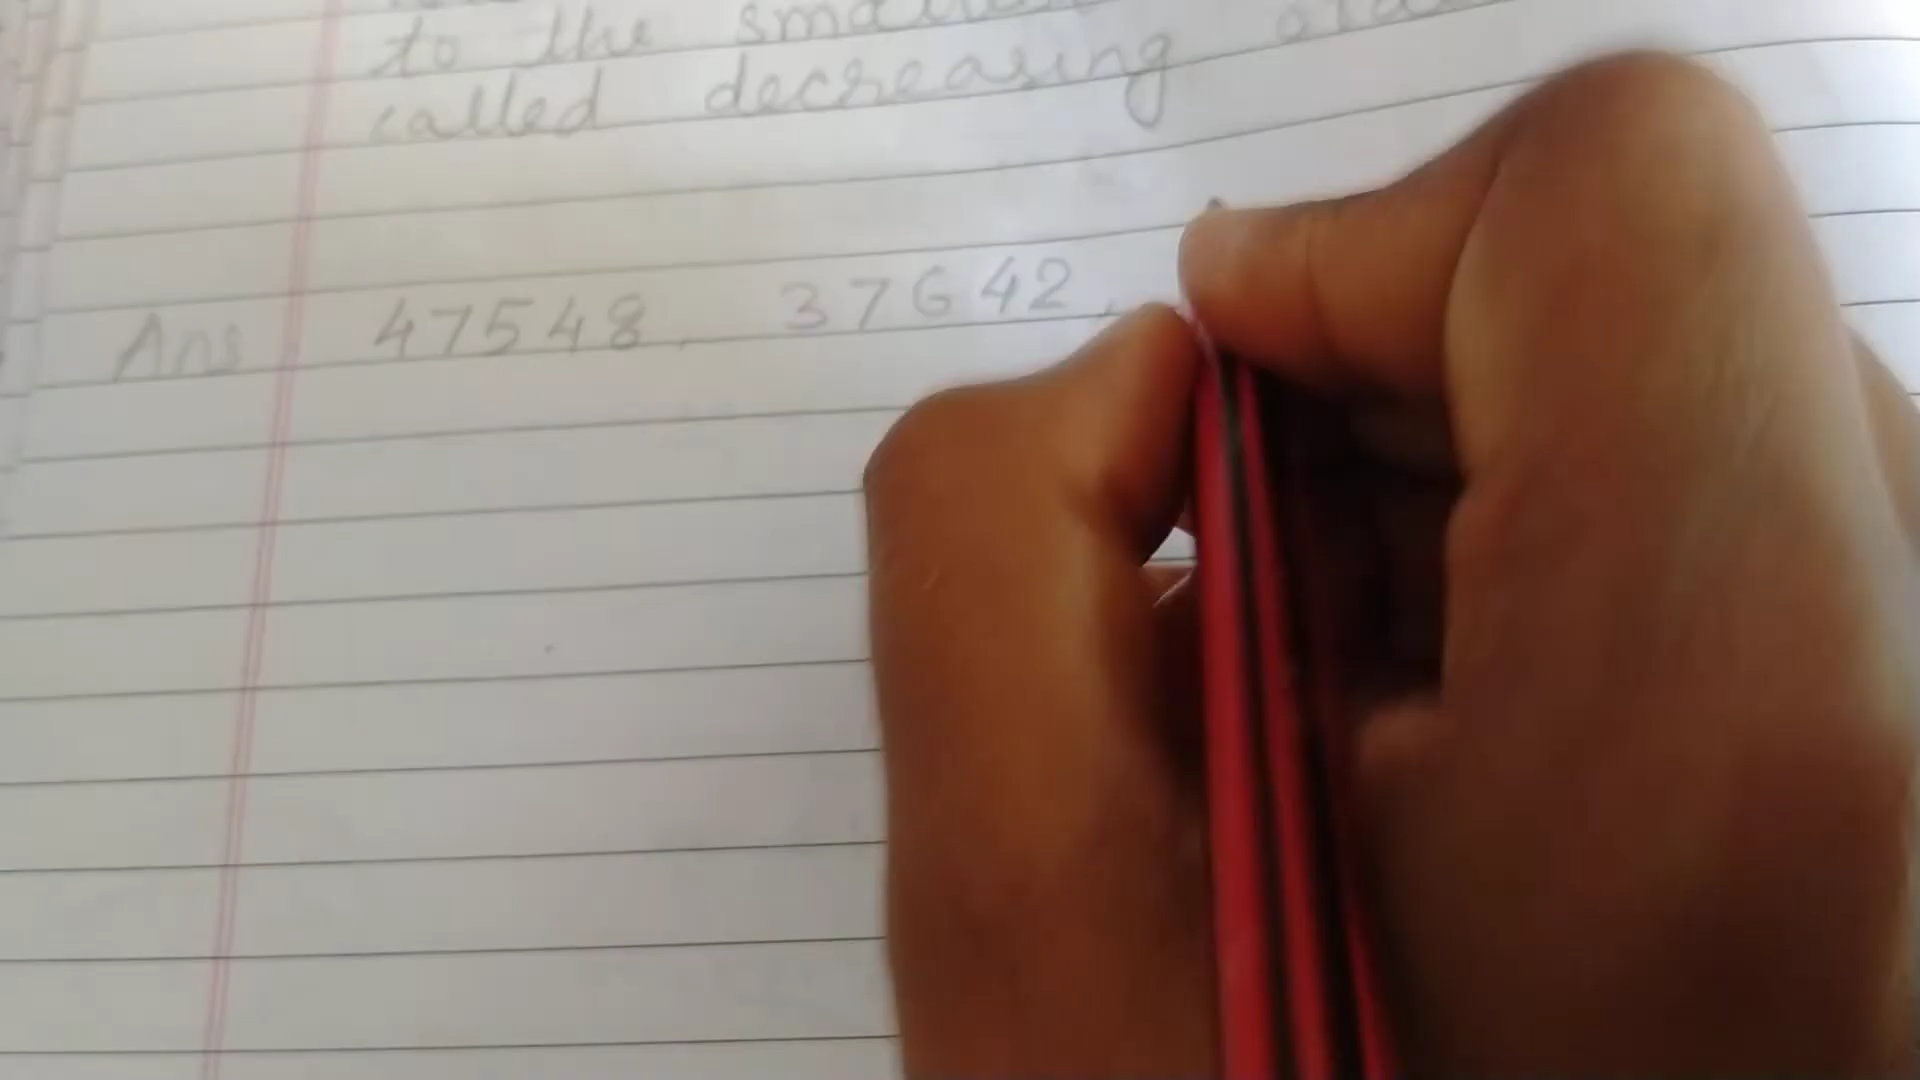 to the
called decreasing
Ans 47548, 37642,